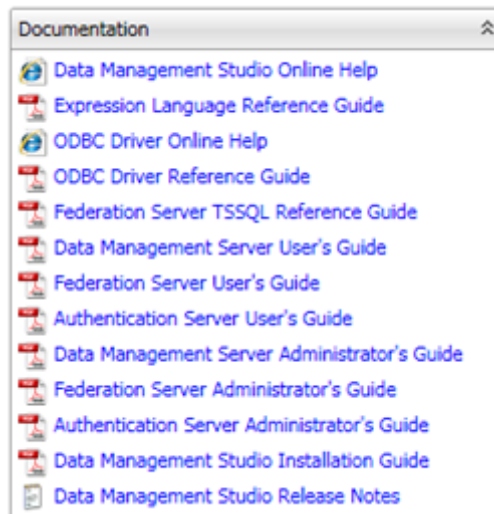 Documentation
Data Management Studio Online Help
Expression Language Reference Guide
ODBC Driver Online Help
ODBC Driver Reference Guide
Federation Server TSSQL Reference Guide
Data Management Server User's Guide
Federation Server User's Guide
Authentication Server User's Guide
Data Management Server Administrator's Guide
Federation Server Administrator's Guide
Authentication Server Administrator's Guide
Data Management Studio Installation Guide
Data Management Studio Release Notes